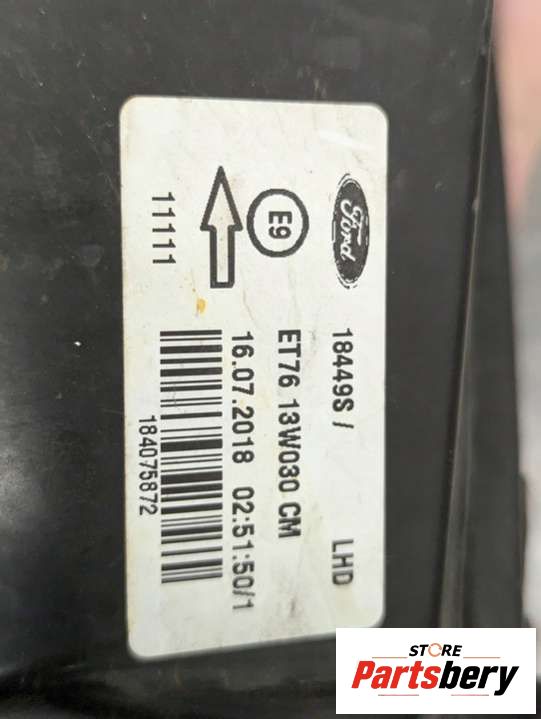 Ford
18449S / LHD
E9
ET76 13W030 CM
16.07.2018 02:51:50/1
11111
184075872
STORE
Partsbery